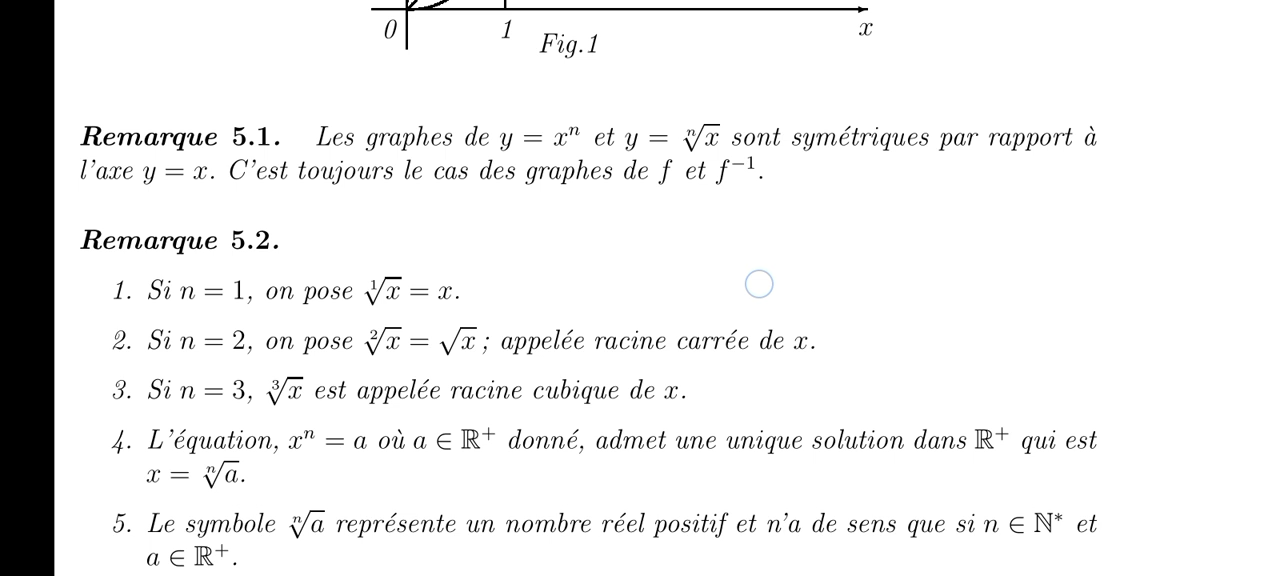 0 1 Fig.1 x
Remarque 5.1. Les graphes de y = xⁿ et y = ⁿ√x sont symétriques par rapport à
l'axe y = x. C'est toujours le cas des graphes de f et f⁻¹.
Remarque 5.2.
1. Si n = 1, on pose ¹√x = x.
2. Si n = 2, on pose ²√x = √x ; appelée racine carrée de x.
3. Si n = 3, ³√x est appelée racine cubique de x.
4. L'équation, xⁿ = a où a ∈ ℝ⁺ donné, admet une unique solution dans ℝ⁺ qui est
x = ⁿ√a.
5. Le symbole ⁿ√a représente un nombre réel positif et n'a de sens que si n ∈ ℕ* et
a ∈ ℝ⁺.